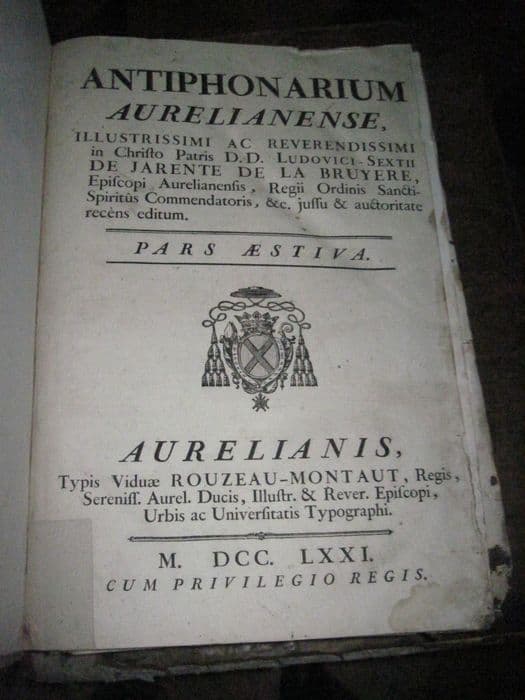 ANTIPHONARIUM
AURELIANENSE,
ILLUSTRISSIMI AC REVERENDISSIMI
in Chriſto Patris D.D. LUDOVICI-SEXTII
DE JARENTE DE LA BRUYERE,
Epiſcopi Aurelianenſis, Regii Ordinis Sancti-
Spiritûs Commendatoris, &c. juſſu & auctoritate
recèns editum.
PARS ÆSTIVA.
AURELIANIS,
Typis Viduæ ROUZEAU-MONTAUT, Regis,
Sereniſſ. Aurel. Ducis, Illuſtr. & Rever. Epiſcopi,
Urbis ac Univerſitatis Typographi.
M. DCC. LXXI.
CUM PRIVILEGIO REGIS.